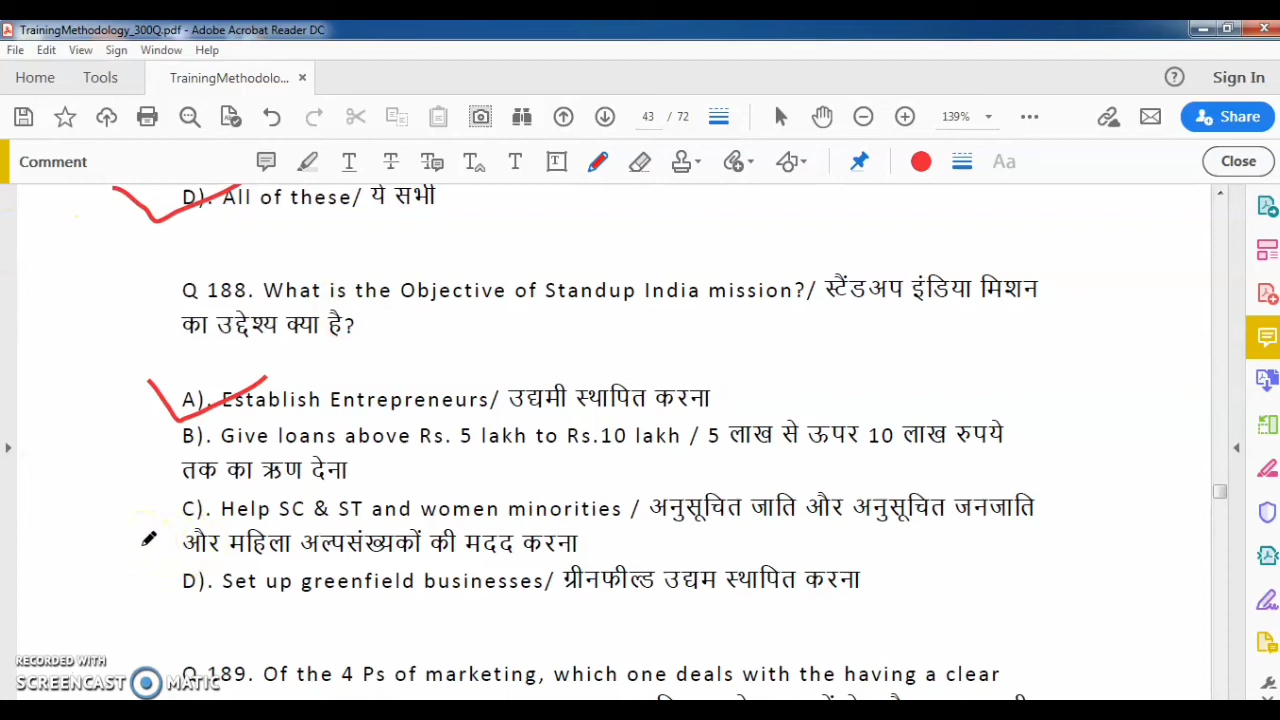 TrainingMethodology_300Q.pdf - Adobe Acrobat Reader DC
File Edit View Window Help
Home Tools TrainingMethodolo... × ? Sign In
43 / 72 139% Share
Comment Close
D). All of these/ ये सभी
Q 188. What is the Objective of Standup India mission?/ स्टैंडअप इंडिया मिशन
का उद्देश्य क्या है?
A). Establish Entrepreneurs/ उद्यमी स्थापित करना
B). Give loans above Rs. 5 lakh to Rs.10 lakh / 5 लाख से ऊपर 10 लाख रुपये
तक का ऋण देना
C). Help SC & ST and women minorities / अनुसूचित जाति और अनुसूचित जनजाति
और महिला अल्पसंख्यकों की मदद करना
D). Set up greenfield businesses/ ग्रीनफील्ड उद्यम स्थापित करना
Q 189. Of the 4 Ps of marketing, which one deals with the having a clear
RECORDED WITH
SCREENCAST MATIC